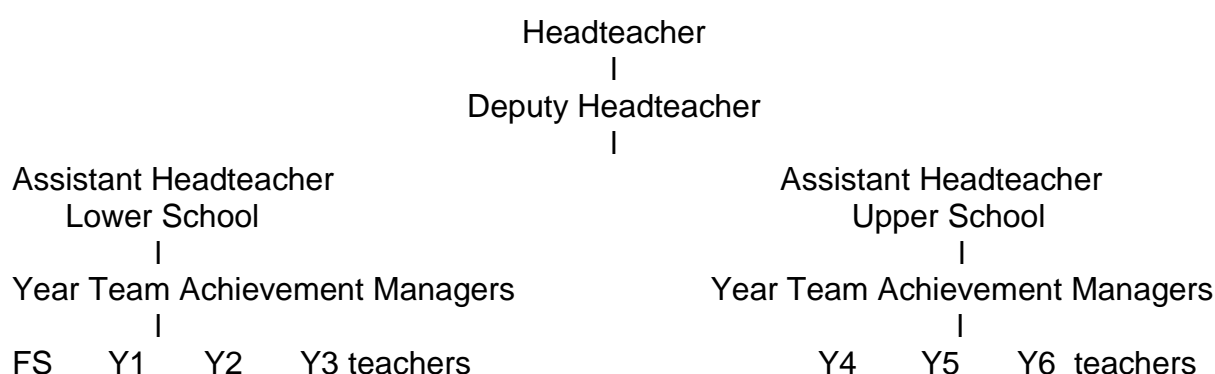 Headteacher
I
Deputy Headteacher
I
Assistant Headteacher Assistant Headteacher
Lower School Upper School
I I
Year Team Achievement Managers Year Team Achievement Managers
I I
FS Y1 Y2 Y3 teachers Y4 Y5 Y6 teachers